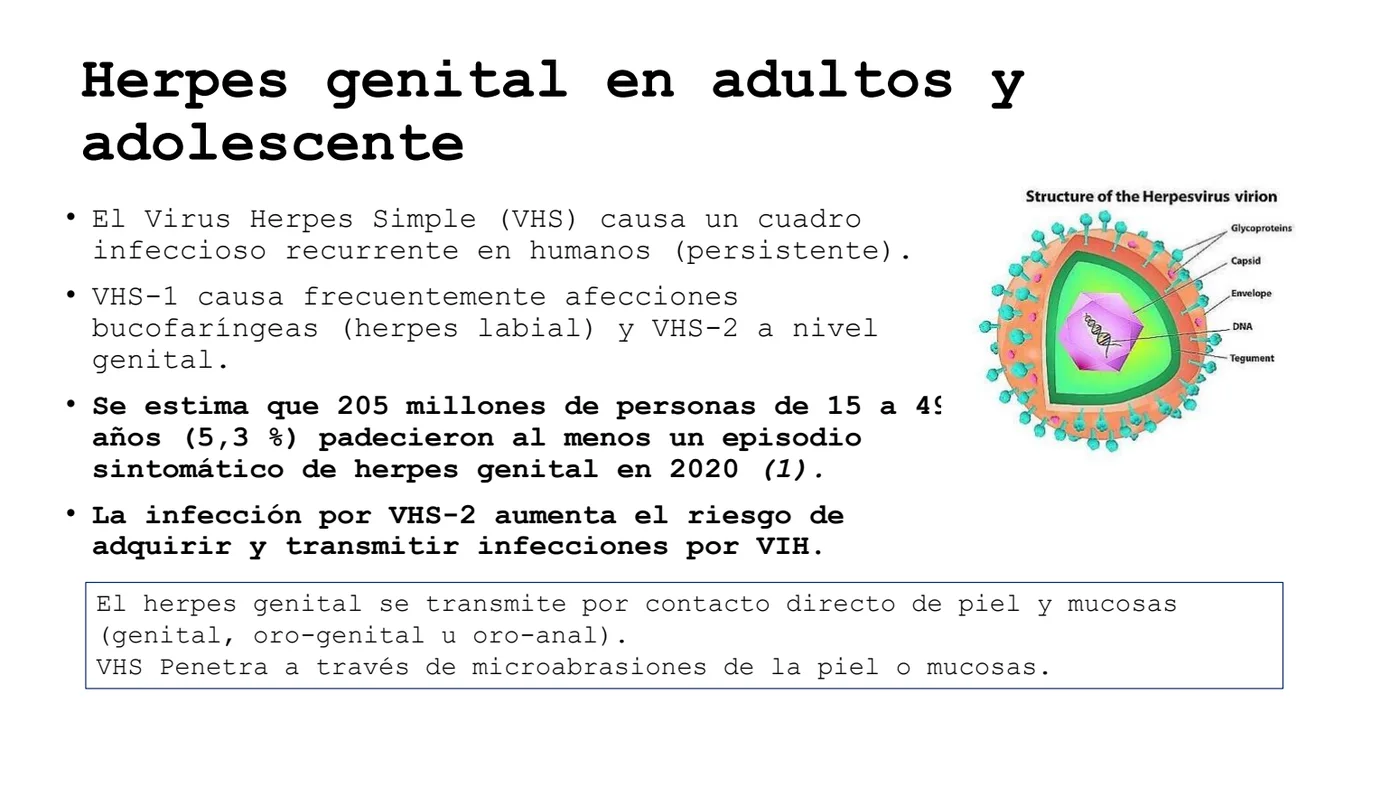 Herpes genital en adultos y
adolescente
• El Virus Herpes Simple (VHS) causa un cuadro
infeccioso recurrente en humanos (persistente).
• VHS-1 causa frecuentemente afecciones
bucofaríngeas (herpes labial) y VHS-2 a nivel
genital.
• Se estima que 205 millones de personas de 15 a 49
años (5,3 %) padecieron al menos un episodio
sintomático de herpes genital en 2020 (1).
• La infección por VHS-2 aumenta el riesgo de
adquirir y transmitir infecciones por VIH.
Structure of the Herpesvirus virion
Glycoproteins
Capsid
Envelope
DNA
Tegument
El herpes genital se transmite por contacto directo de piel y mucosas
(genital, oro-genital u oro-anal).
VHS Penetra a través de microabrasiones de la piel o mucosas.